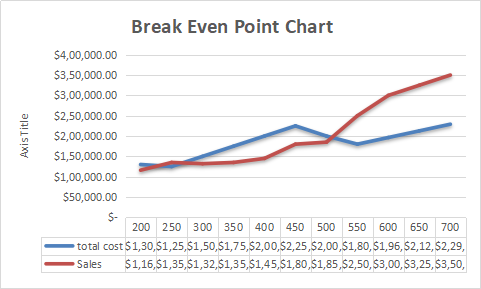 Break Even Point Chart
$4,00,000.00
$3,50,000.00
$3,00,000.00
$2,50,000.00
$2,00,000.00
$1,50,000.00
$1,00,000.00
$50,000.00
$-
AxisTitle
200 250 300 350 400 450 500 550 600 650 700
total cost $1,30, $1,25, $1,50, $1,75, $2,00, $2,25, $2,00, $1,80, $1,96, $2,12, $2,29,
Sales $1,16, $1,35, $1,32, $1,35, $1,45, $1,80, $1,85, $2,50, $3,00, $3,25, $3,50,